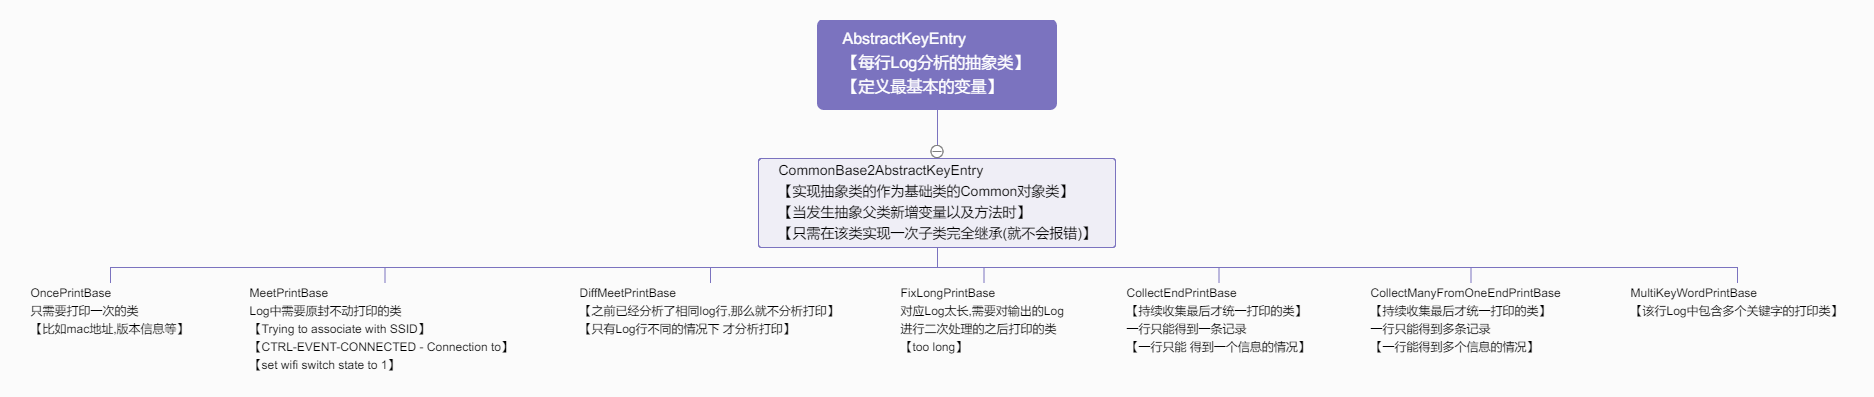 AbstractKeyEntry
【每行Log分析的抽象类】
【定义最基本的变量】
CommonBase2AbstractKeyEntry
【实现抽象类的作为基础类的Common对象类】
【当发生抽象父类新增变量以及方法时】
【只需在该类实现一次子类完全继承(就不会报错)】
OncePrintBase
只需要打印一次的类
【比如mac地址,版本信息等】
MeetPrintBase
Log中需要原封不动打印的类
【Trying to associate with SSID】
【CTRL-EVENT-CONNECTED - Connection to】
【set wifi switch state to 1】
DiffMeetPrintBase
【之前已经分析了相同log行,那么就不分析打印】
【只有Log行不同的情况下 才分析打印】
FixLongPrintBase
对应Log太长,需要对输出的Log
进行二次处理的之后打印的类
【too long】
CollectEndPrintBase
【持续收集最后才统一打印的类】
一行只能得到一条记录
【一行只能 得到一个信息的情况】
CollectManyFromOneEndPrintBase
【持续收集最后才统一打印的类】
一行只能得到多条记录
【一行能得到多个信息的情况】
MultiKeyWordPrintBase
【该行Log中包含多个关键字的打印类】